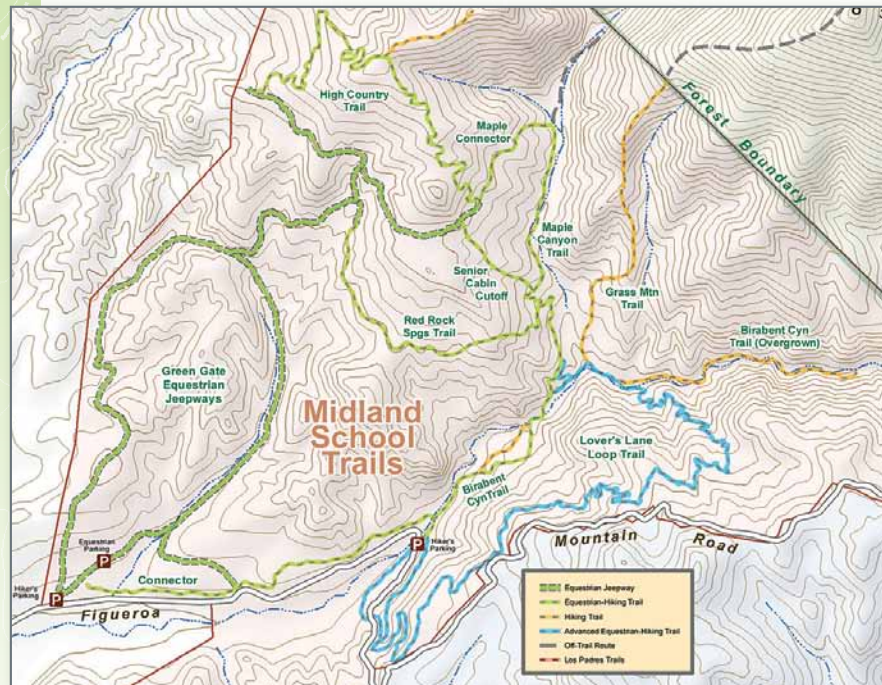 High Country
Trail
Maple
Connector
Forest Boundary
Maple
Canyon
Trail
Senior
Cabin
Cutoff
Grass Mtn
Trail
Red Rock
Spgs Trail
Birabent Cyn
Trail (Overgrown)
Green Gate
Equestrian
Jeepways
Midland
School
Trails
Lover's Lane
Loop Trail
Birabent
CynTrail
Equestrian
Parking
P
Hiker's
Parking
P
Connector
Hiker's
Parking
P
Figueroa
Mountain Road
Equestrian Jeepway
Equestrian-Hiking Trail
Hiking Trail
Advanced Equestrian-Hiking Trail
Off-Trail Route
Los Padres Trails